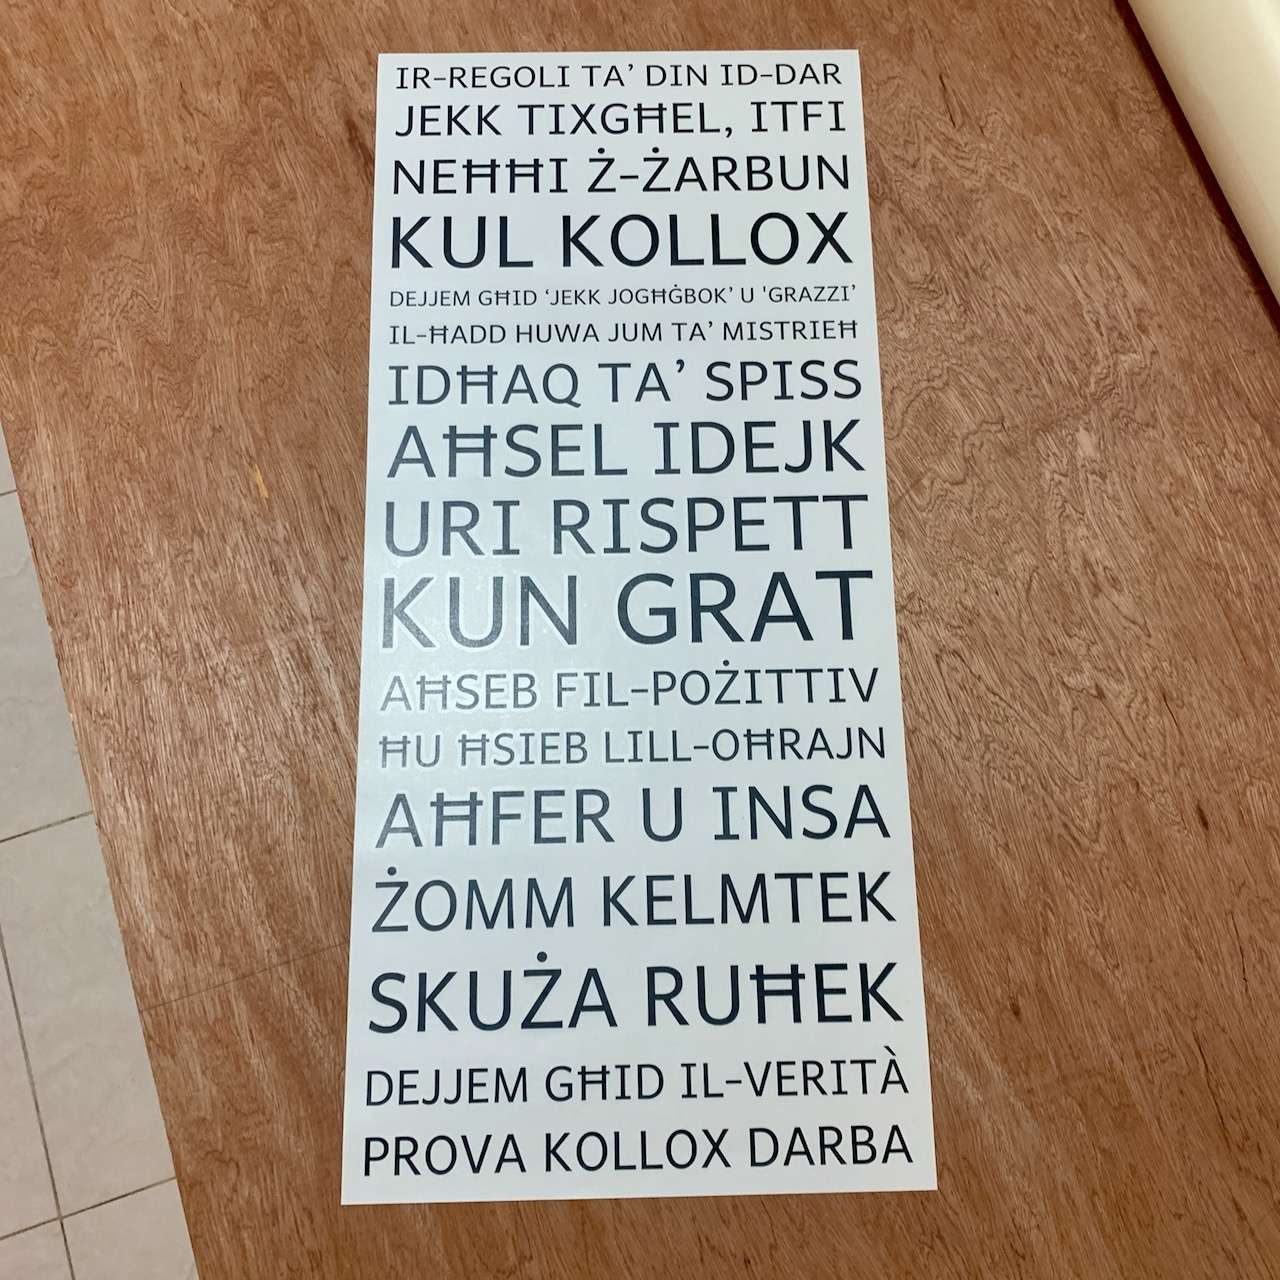 IR-REGOLI TA’ DIN ID-DAR
JEKK TIXGĦEL, ITFI
NEĦĦI Ż-ŻARBUN
KUL KOLLOX
DEJJEM GĦID ‘JEKK JOGĦĠBOK’ U 'GRAZZI’
IL-ĦADD HUWA JUM TA’ MISTRIEĦ
IDĦAQ TA’ SPISS
AĦSEL IDEJK
URI RISPETT
KUN GRAT
AĦSEB FIL-POŻITTIV
ĦU ĦSIEB LILL-OĦRAJN
AĦFER U INSA
ŻOMM KELMTEK
SKUŻA RUĦEK
DEJJEM GĦID IL-VERITÀ
PROVA KOLLOX DARBA